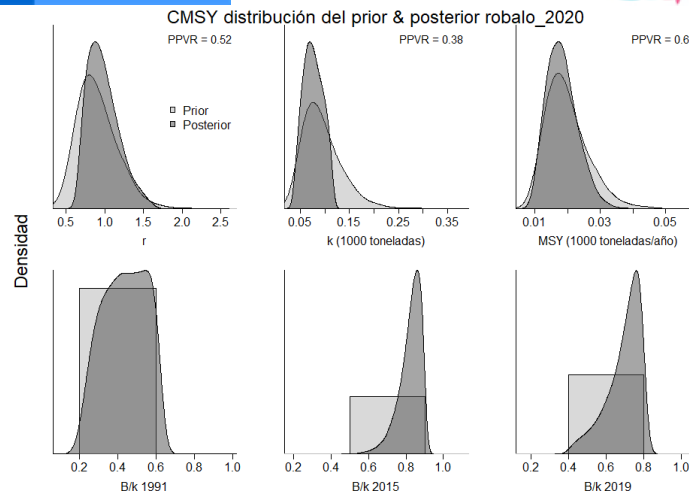 CMSY distribución del prior & posterior robalo_2020
PPVR = 0.52
PPVR = 0.38
PPVR = 0.6
Prior
Posterior
Densidad
0.5 1.0 1.5 2.0 2.5
r
0.05 0.15 0.25 0.35
k (1000 toneladas)
0.01 0.03 0.05
MSY (1000 toneladas/año)
0.2 0.4 0.6 0.8 1.0
B/k 1991
0.2 0.4 0.6 0.8 1.0
B/k 2015
0.2 0.4 0.6 0.8 1.0
B/k 2019